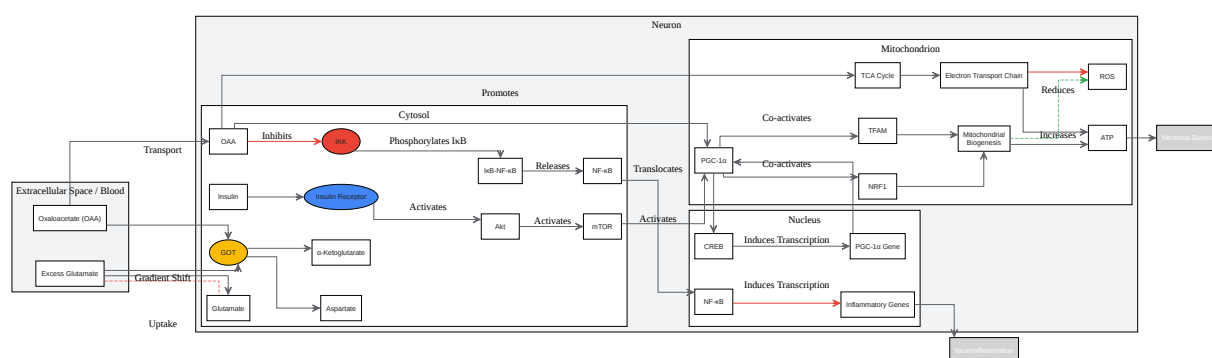 Neuron
Mitochondrion
TCA Cycle
Electron Transport Chain
ROS
Reduces
Promotes
Cytosol
OAA
Inhibits
IKK
Phosphorylates IκB
IκB-NF-κB
Releases
NF-κB
Translocates
Co-activates
TFAM
Mitochondrial
Biogenesis
Increases
ATP
Neuronal Survival
Transport
PGC-1α
Co-activates
NRF1
Extracellular Space / Blood
Oxaloacetate (OAA)
Insulin
Insulin Receptor
Activates
Akt
Activates
mTOR
Activates
Nucleus
CREB
Induces Transcription
PGC-1α Gene
GOT
α-Ketoglutarate
Excess Glutamate
Gradient Shift
Glutamate
Aspartate
NF-κB
Induces Transcription
Inflammatory Genes
Uptake
Neuroinflammation